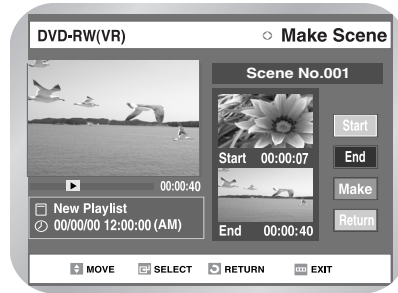 DVD-RW(VR)
Make Scene
Scene No.001
Start 00:00:07
End 00:00:40
Start
End
Make
Return
00:00:40
New Playlist
00/00/00 12:00:00 (AM)
MOVE SELECT RETURN EXIT